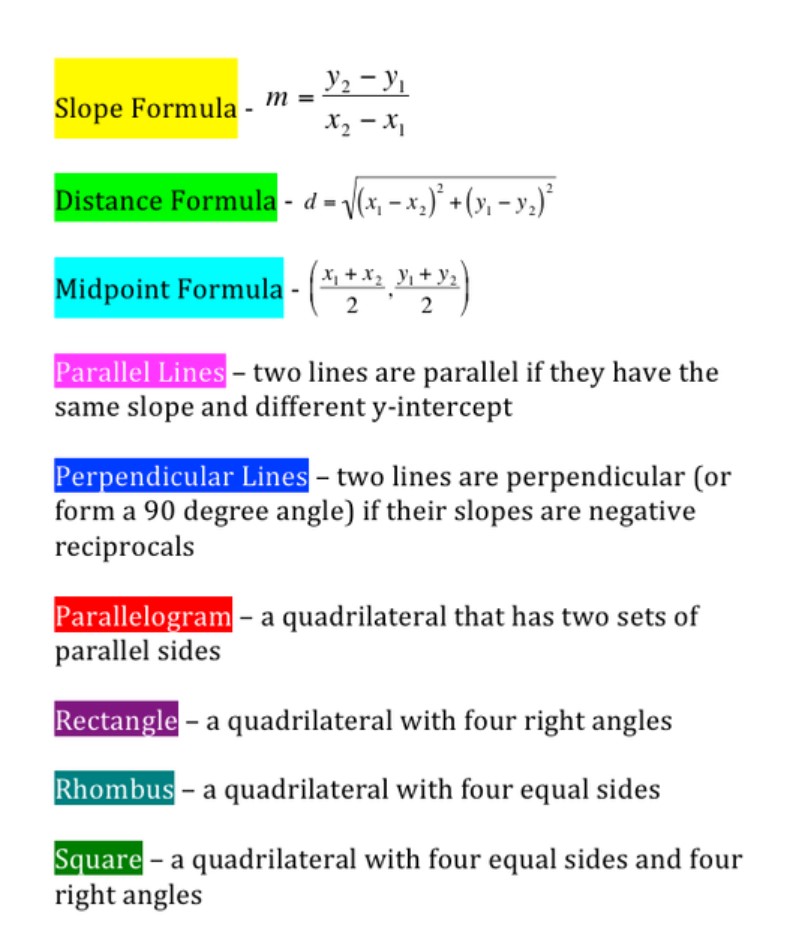 Slope Formula - m = \frac{y_2 - y_1}{x_2 - x_1}
Distance Formula - d = \sqrt{(x_1 - x_2)^2 + (y_1 - y_2)^2}
Midpoint Formula - \left(\frac{x_1 + x_2}{2}, \frac{y_1 + y_2}{2}\right)
Parallel Lines – two lines are parallel if they have the
same slope and different y-intercept
Perpendicular Lines – two lines are perpendicular (or
form a 90 degree angle) if their slopes are negative
reciprocals
Parallelogram – a quadrilateral that has two sets of
parallel sides
Rectangle – a quadrilateral with four right angles
Rhombus – a quadrilateral with four equal sides
Square – a quadrilateral with four equal sides and four
right angles